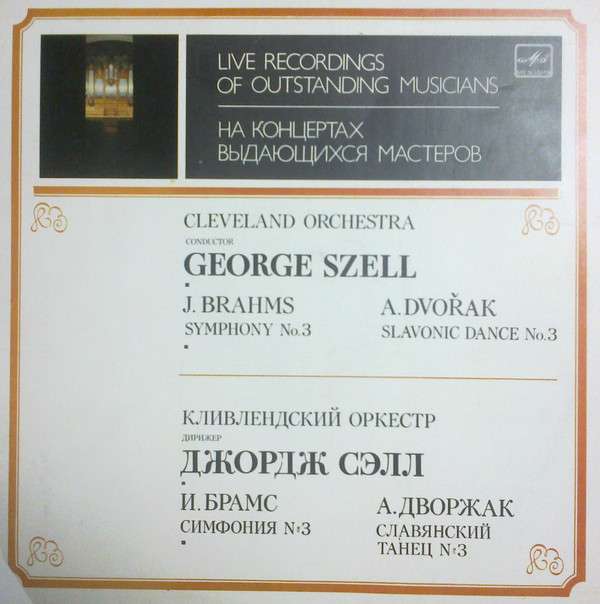 LIVE RECORDINGS
OF OUTSTANDING MUSICIANS
НА КОНЦЕРТАХ
ВЫДАЮЩИХСЯ МАСТЕРОВ
CLEVELAND ORCHESTRA
CONDUCTOR
GEORGE SZELL
J. BRAHMS
SYMPHONY No.3
A. DVOŘAK
SLAVONIC DANCE No.3
КЛИВЛЕНДСКИЙ ОРКЕСТР
ДИРИЖЕР
ДЖОРДЖ СЭЛЛ
И. БРАМС
СИМФОНИЯ №3
А. ДВОРЖАК
СЛАВЯНСКИЙ
ТАНЕЦ №3